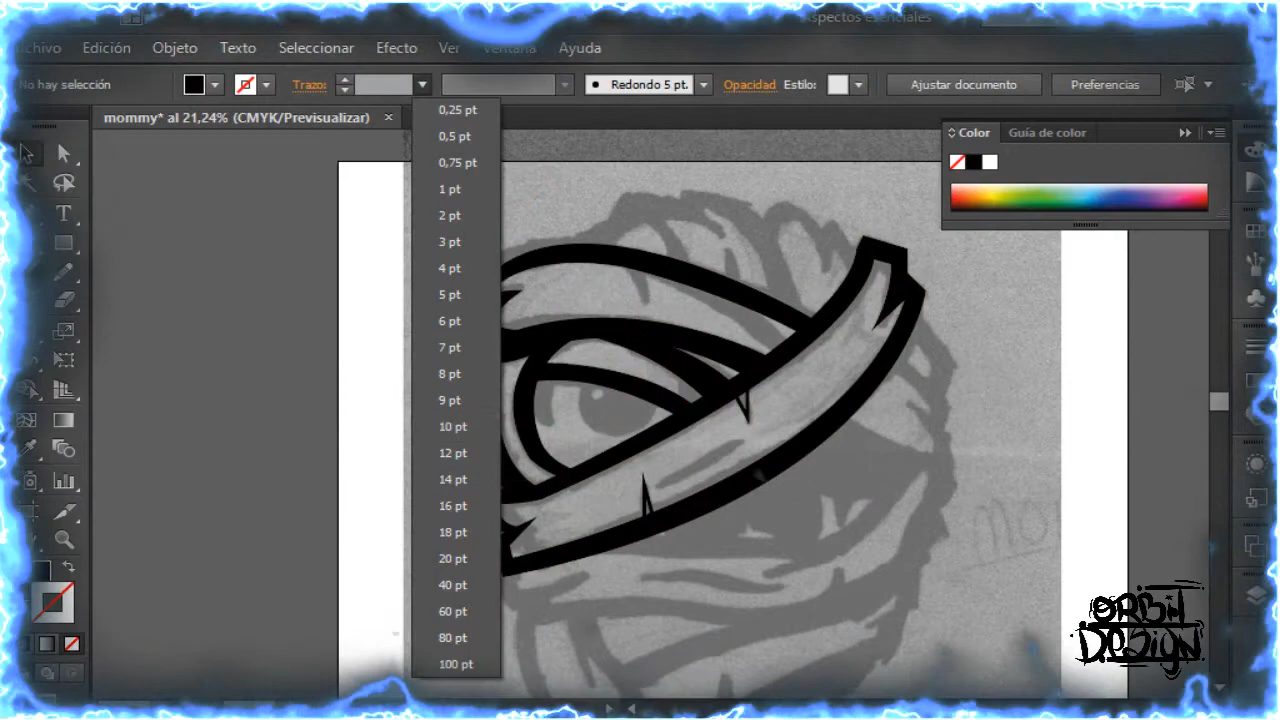 Aspectos esenciales
Archivo Edición Objeto Texto Seleccionar Efecto Ver Ventana Ayuda
No hay selección Trazo: Redondo 5 pt. Opacidad Estilo: Ajustar documento Preferencias
mommy* al 21,24% (CMYK/Previsualizar) ×
Color Guía de color
0,25 pt
0,5 pt
0,75 pt
1 pt
2 pt
3 pt
4 pt
5 pt
6 pt
7 pt
8 pt
9 pt
10 pt
12 pt
14 pt
16 pt
18 pt
20 pt
40 pt
60 pt
80 pt
100 pt
ORBit
DESign